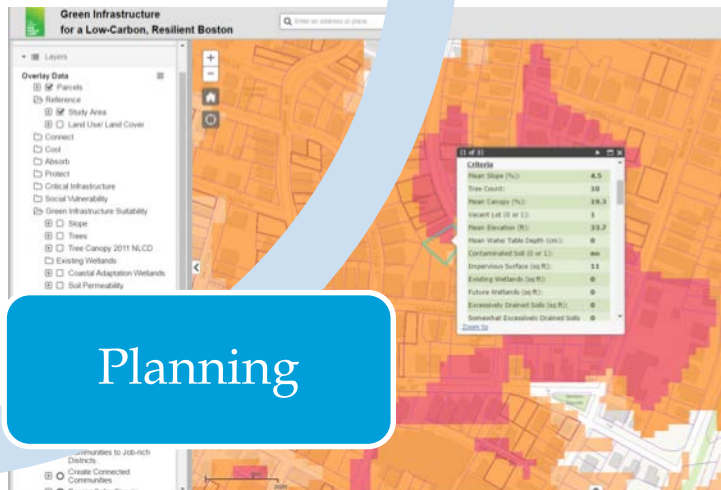 Green Infrastructure
for a Low-Carbon, Resilient Boston
Enter an address or place
Layers
Overlay Data
Parcels
Reference
Study Area
Land Use/ Land Cover
Connect
Cool
Absorb
Protect
Critical Infrastructure
Social Vulnerability
Green Infrastructure Suitability
Slope
Trees
Tree Canopy 2011 NLCD
Existing Wetlands
Coastal Adaptation Wetlands
Soil Permeability
Planning
Communities to Job-rich
Districts
Create Connected
Communities
Criteria
Mean Slope (%): 4.5
Tree Count: 10
Mean Canopy (%): 19.3
Vacant Lot (0 or 1): 1
Mean Elevation (ft): 33.7
Mean Water Table Depth (cm): 0
Contaminated Soil (0 or 1): no
Impervious Surface (sq ft): 11
Existing Wetlands (sq ft): 0
Future Wetlands (sq ft): 0
Excessively Drained Soils (sq ft): 0
Somewhat Excessively Drained Soils 0
Zoom to